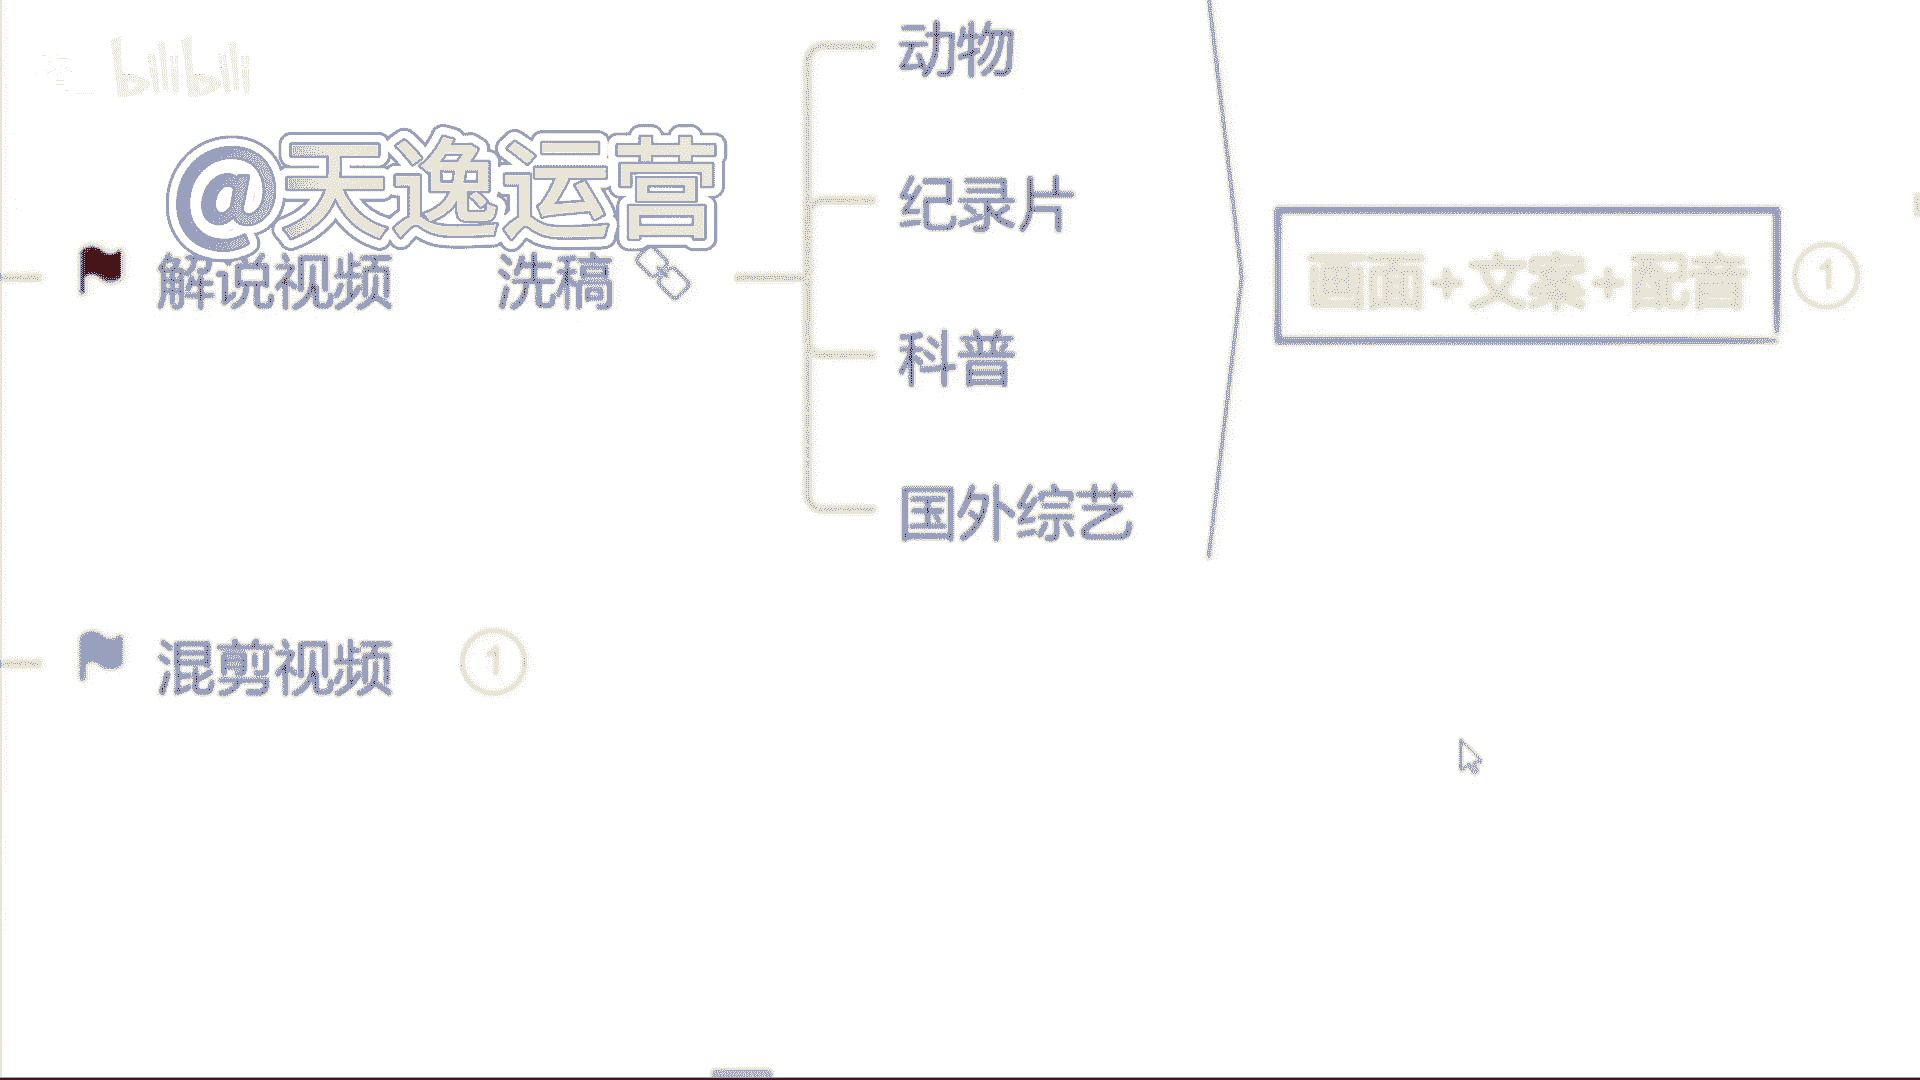 bilibili
@天逸运营
解说视频 洗稿
动物
纪录片
科普
国外综艺
画面+文案+配音 1
混剪视频 1